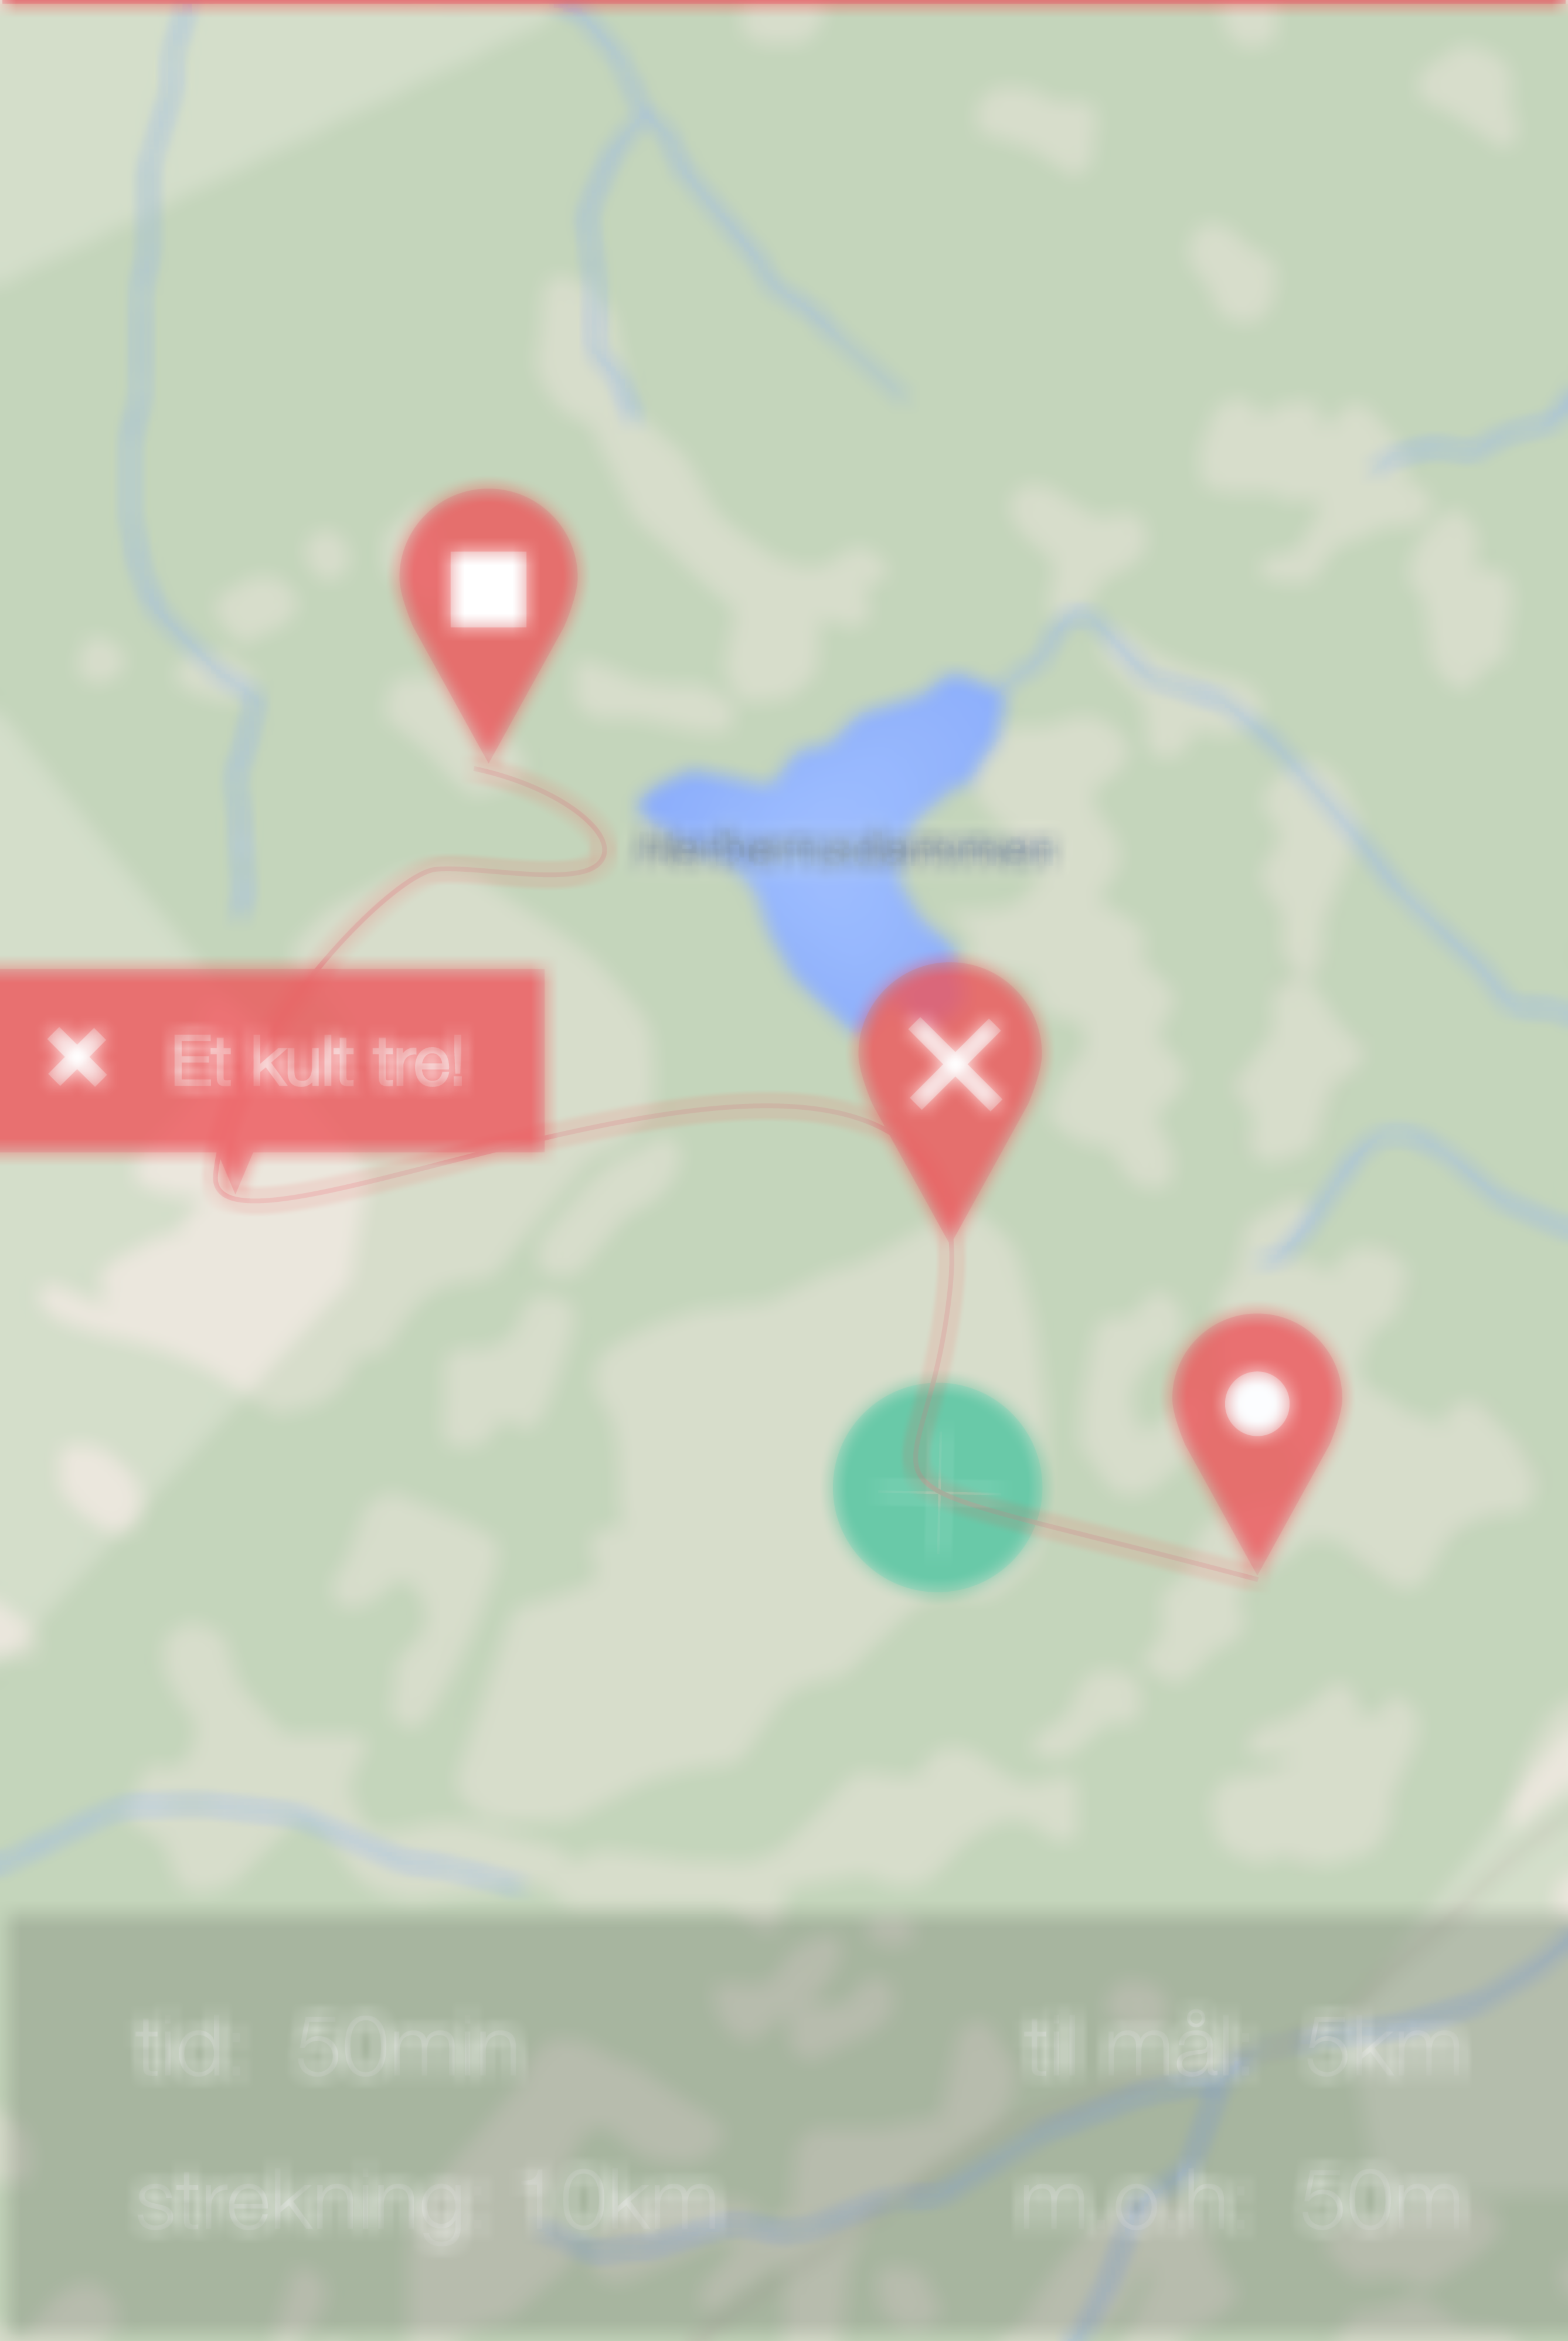 Et kult tre!
tid: 50min
til mål: 5km
strekning 10km
m.o.h: 50m